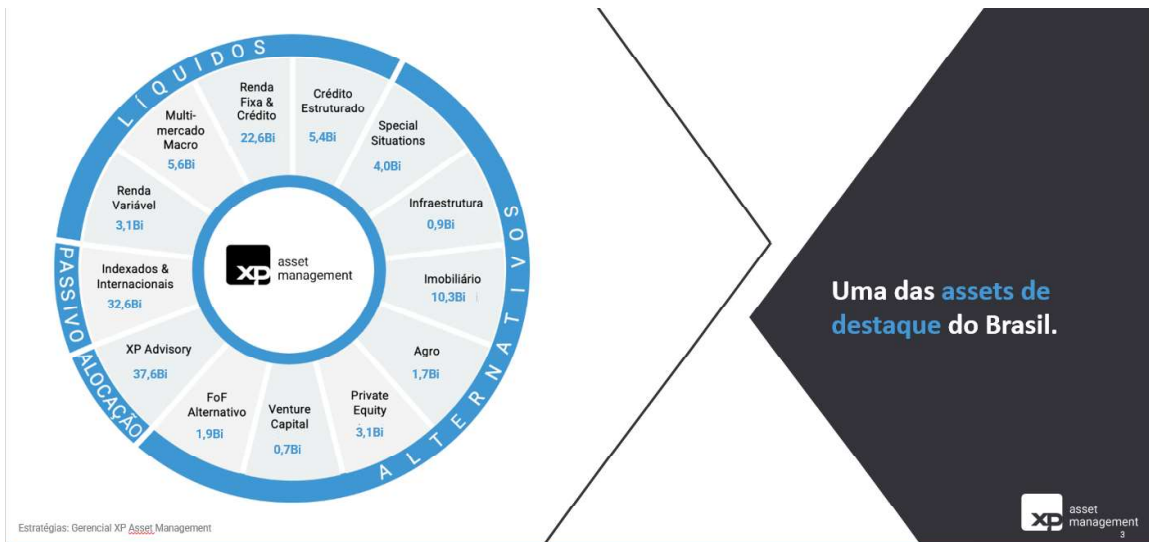 LÍQUIDOS
Renda
Fixa &
Crédito
22,6Bi
Crédito
Estruturado
5,4Bi
Multi-
mercado
Macro
5,6Bi
Renda
Variável
3,1Bi
ALTERNATIVOS
Special
Situations
4,0Bi
Infraestrutura
0,9Bi
Imobiliário
10,3Bi
Agro
1,7Bi
Private
Equity
3,1Bi
Venture
Capital
0,7Bi
FoF
Alternativo
1,9Bi
ALOCAÇÃO
XP Advisory
37,6Bi
PASSIVO
Indexados &
Internacionais
32,6Bi
xp asset
management
Uma das assets de
destaque do Brasil.
Estratégias: Gerencial XP Asset Management
xp asset
management
3